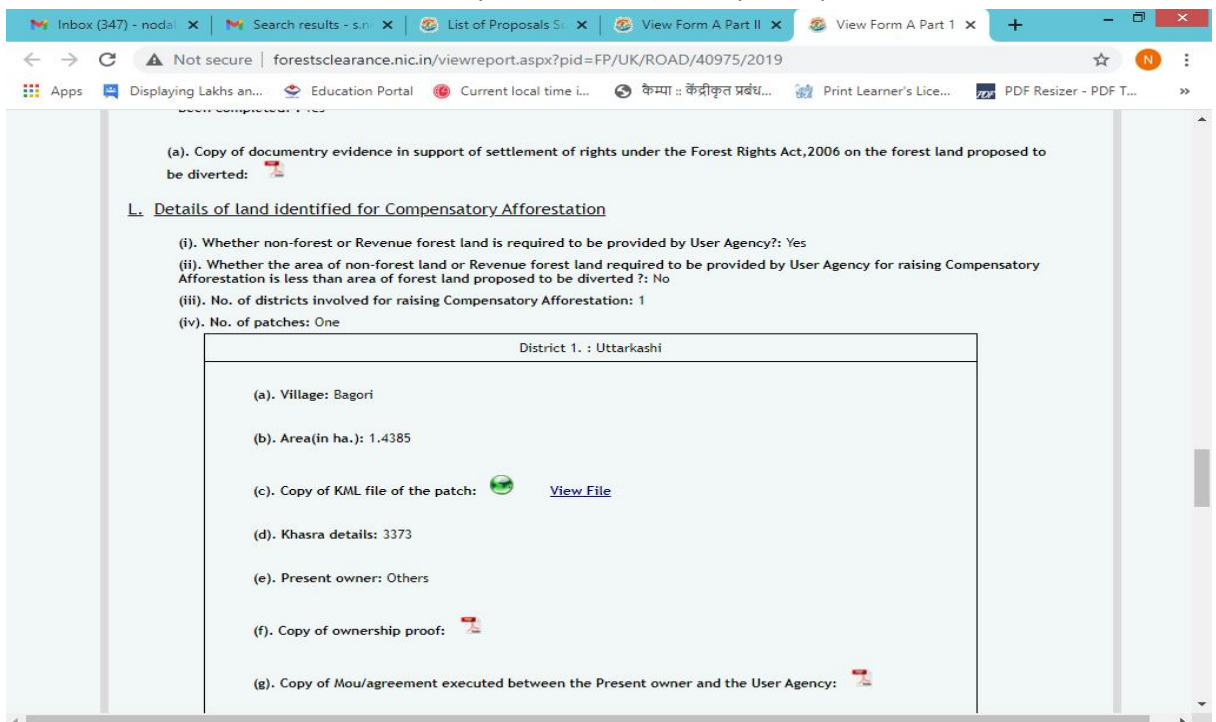 Inbox (347) - nodal
Search results - s.n
List of Proposals Su
View Form A Part II
View Form A Part 1
Not secure | forestsclearance.nic.in/viewreport.aspx?pid=FP/UK/ROAD/40975/2019
N
Apps Displaying Lakhs an... Education Portal Current local time i... कैम्पा :: केंद्रीकृत प्रबंध... Print Learner's Lice... PDF Resizer - PDF T... »
been completed: : Yes
(a). Copy of documentry evidence in support of settlement of rights under the Forest Rights Act,2006 on the forest land proposed to
be diverted:
L. Details of land identified for Compensatory Afforestation
(i). Whether non-forest or Revenue forest land is required to be provided by User Agency?: Yes
(ii). Whether the area of non-forest land or Revenue forest land required to be provided by User Agency for raising Compensatory
Afforestation is less than area of forest land proposed to be diverted ?: No
(iii). No. of districts involved for raising Compensatory Afforestation: 1
(iv). No. of patches: One
District 1. : Uttarkashi
(a). Village: Bagori
(b). Area(in ha.): 1.4385
(c). Copy of KML file of the patch: View File
(d). Khasra details: 3373
(e). Present owner: Others
(f). Copy of ownership proof:
(g). Copy of Mou/agreement executed between the Present owner and the User Agency: